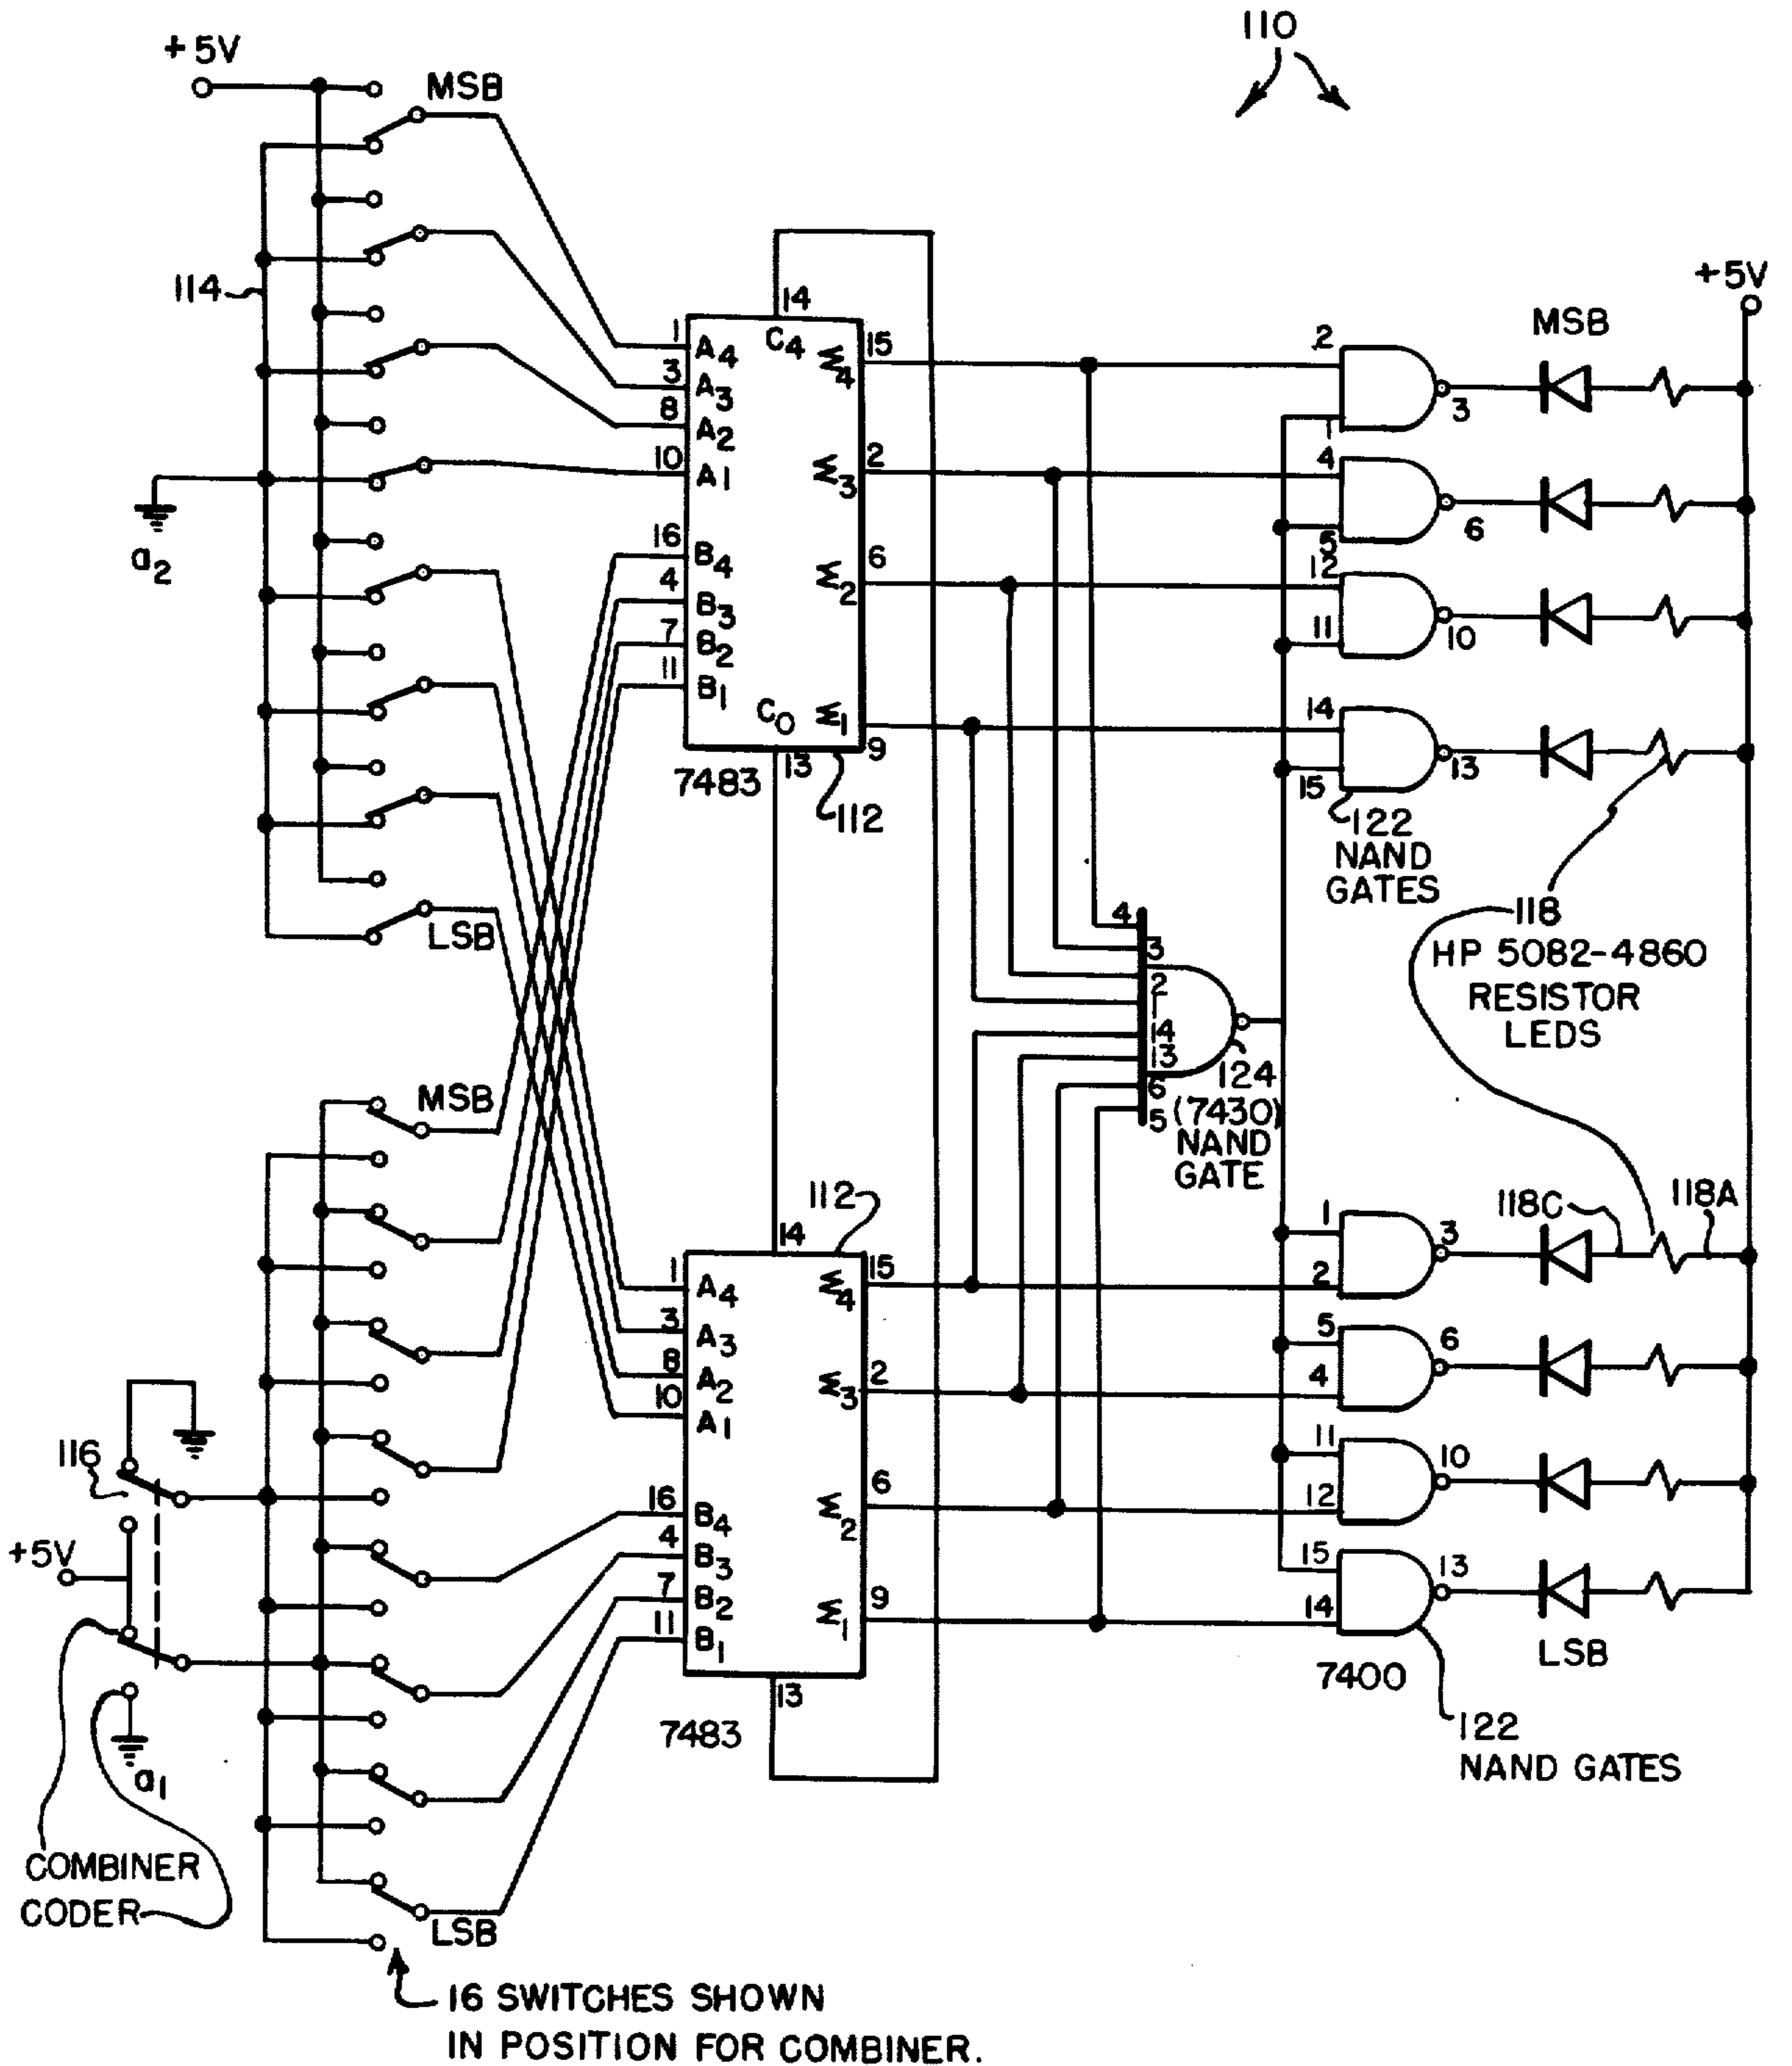 110
+5V
MSB
114
a2
LSB
1 A4
3 A3
8 A2
10 A1
16 B4
4 B3
7 B2
11 B1
14
C4
C0
13
Σ4 15
Σ3 2
Σ2 6
Σ1 9
7483
112
+5V
MSB
2
1
3
4
5
6
12
11
10
14
15
13
122
NAND
GATES
118
HP 5082-4860
RESISTOR
LEDS
4
3
2
1
14
13
6
5
124
(7430)
NAND
GATE
MSB
116
+5V
a1
COMBINER
CODER
LSB
16 SWITCHES SHOWN
IN POSITION FOR COMBINER.
112
14
1 A4
3 A3
8 A2
10 A1
16 B4
4 B3
7 B2
11 B1
Σ4 15
Σ3 2
Σ2 6
Σ1 9
13
7483
118C
118A
1
2
3
5
4
6
11
12
10
15
14
13
LSB
7400
122
NAND GATES